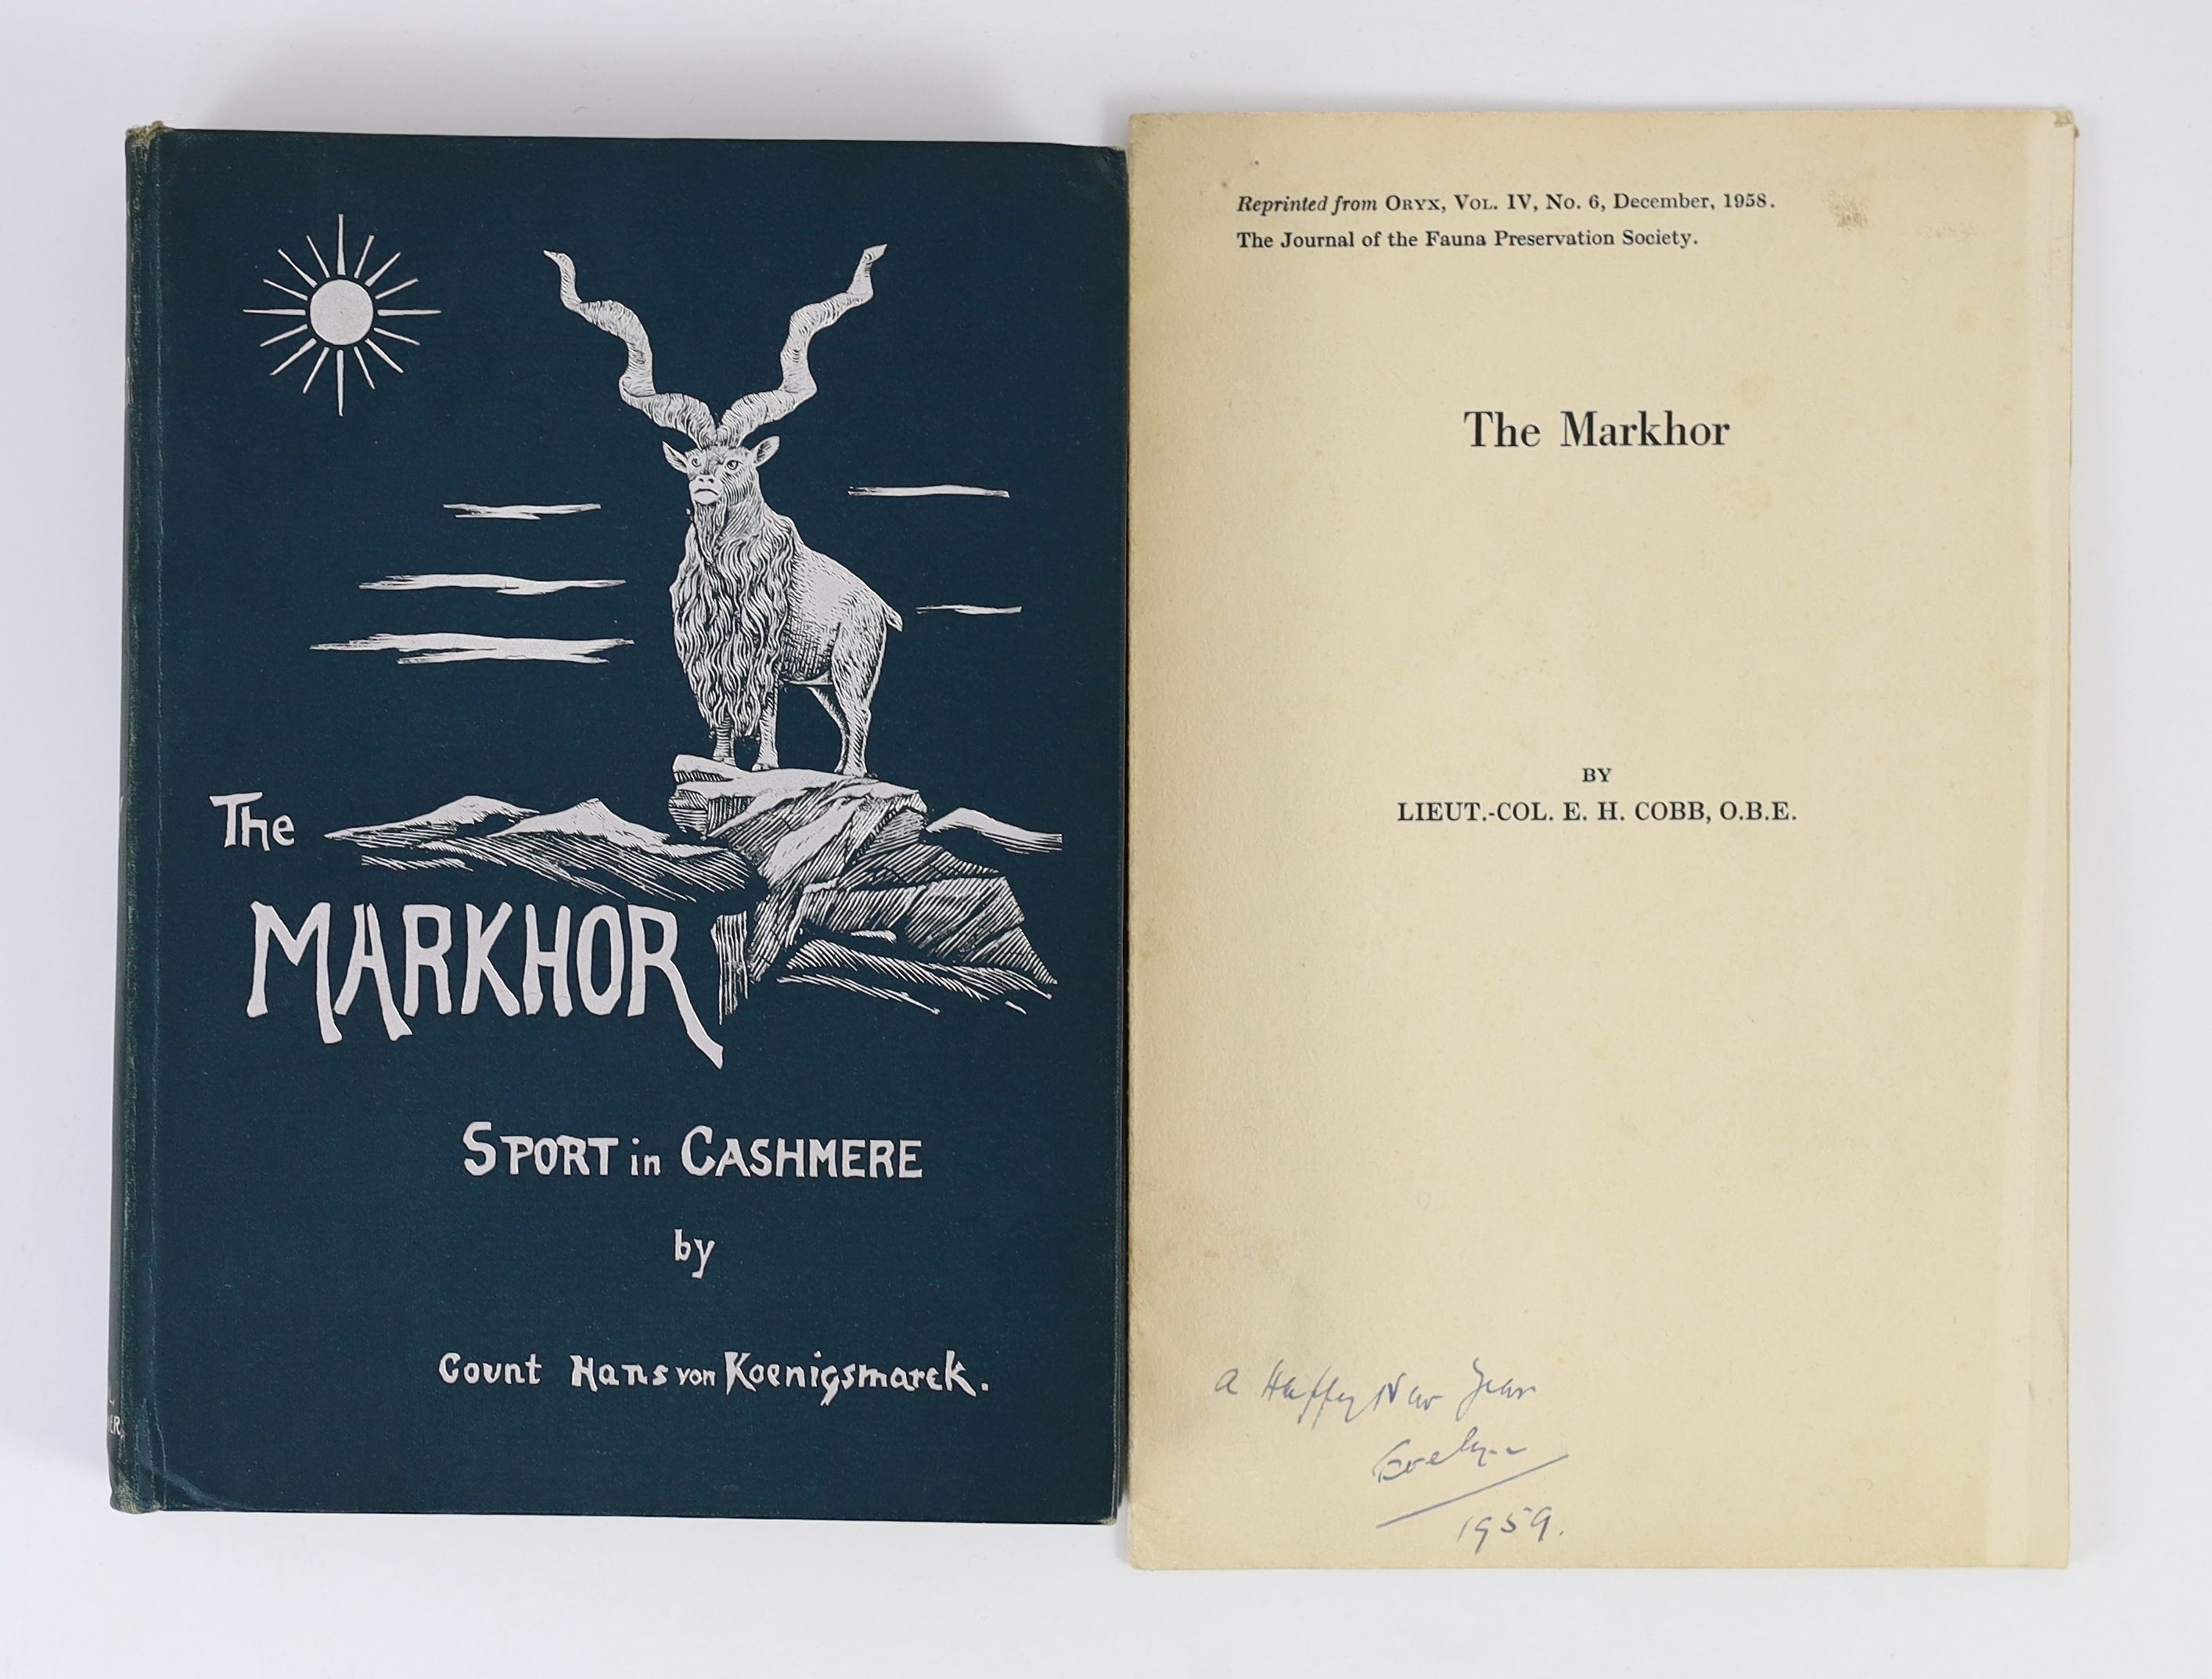 The
MARKHOR
SPORT in CASHMERE
by
Count Hans von Koenigsmarck.
Reprinted from ORYX, VOL. IV, No. 6, December, 1958.
The Journal of the Fauna Preservation Society.
The Markhor
BY
LIEUT.-COL. E. H. COBB, O.B.E.
A Happy New Year
Evelyn
1959.